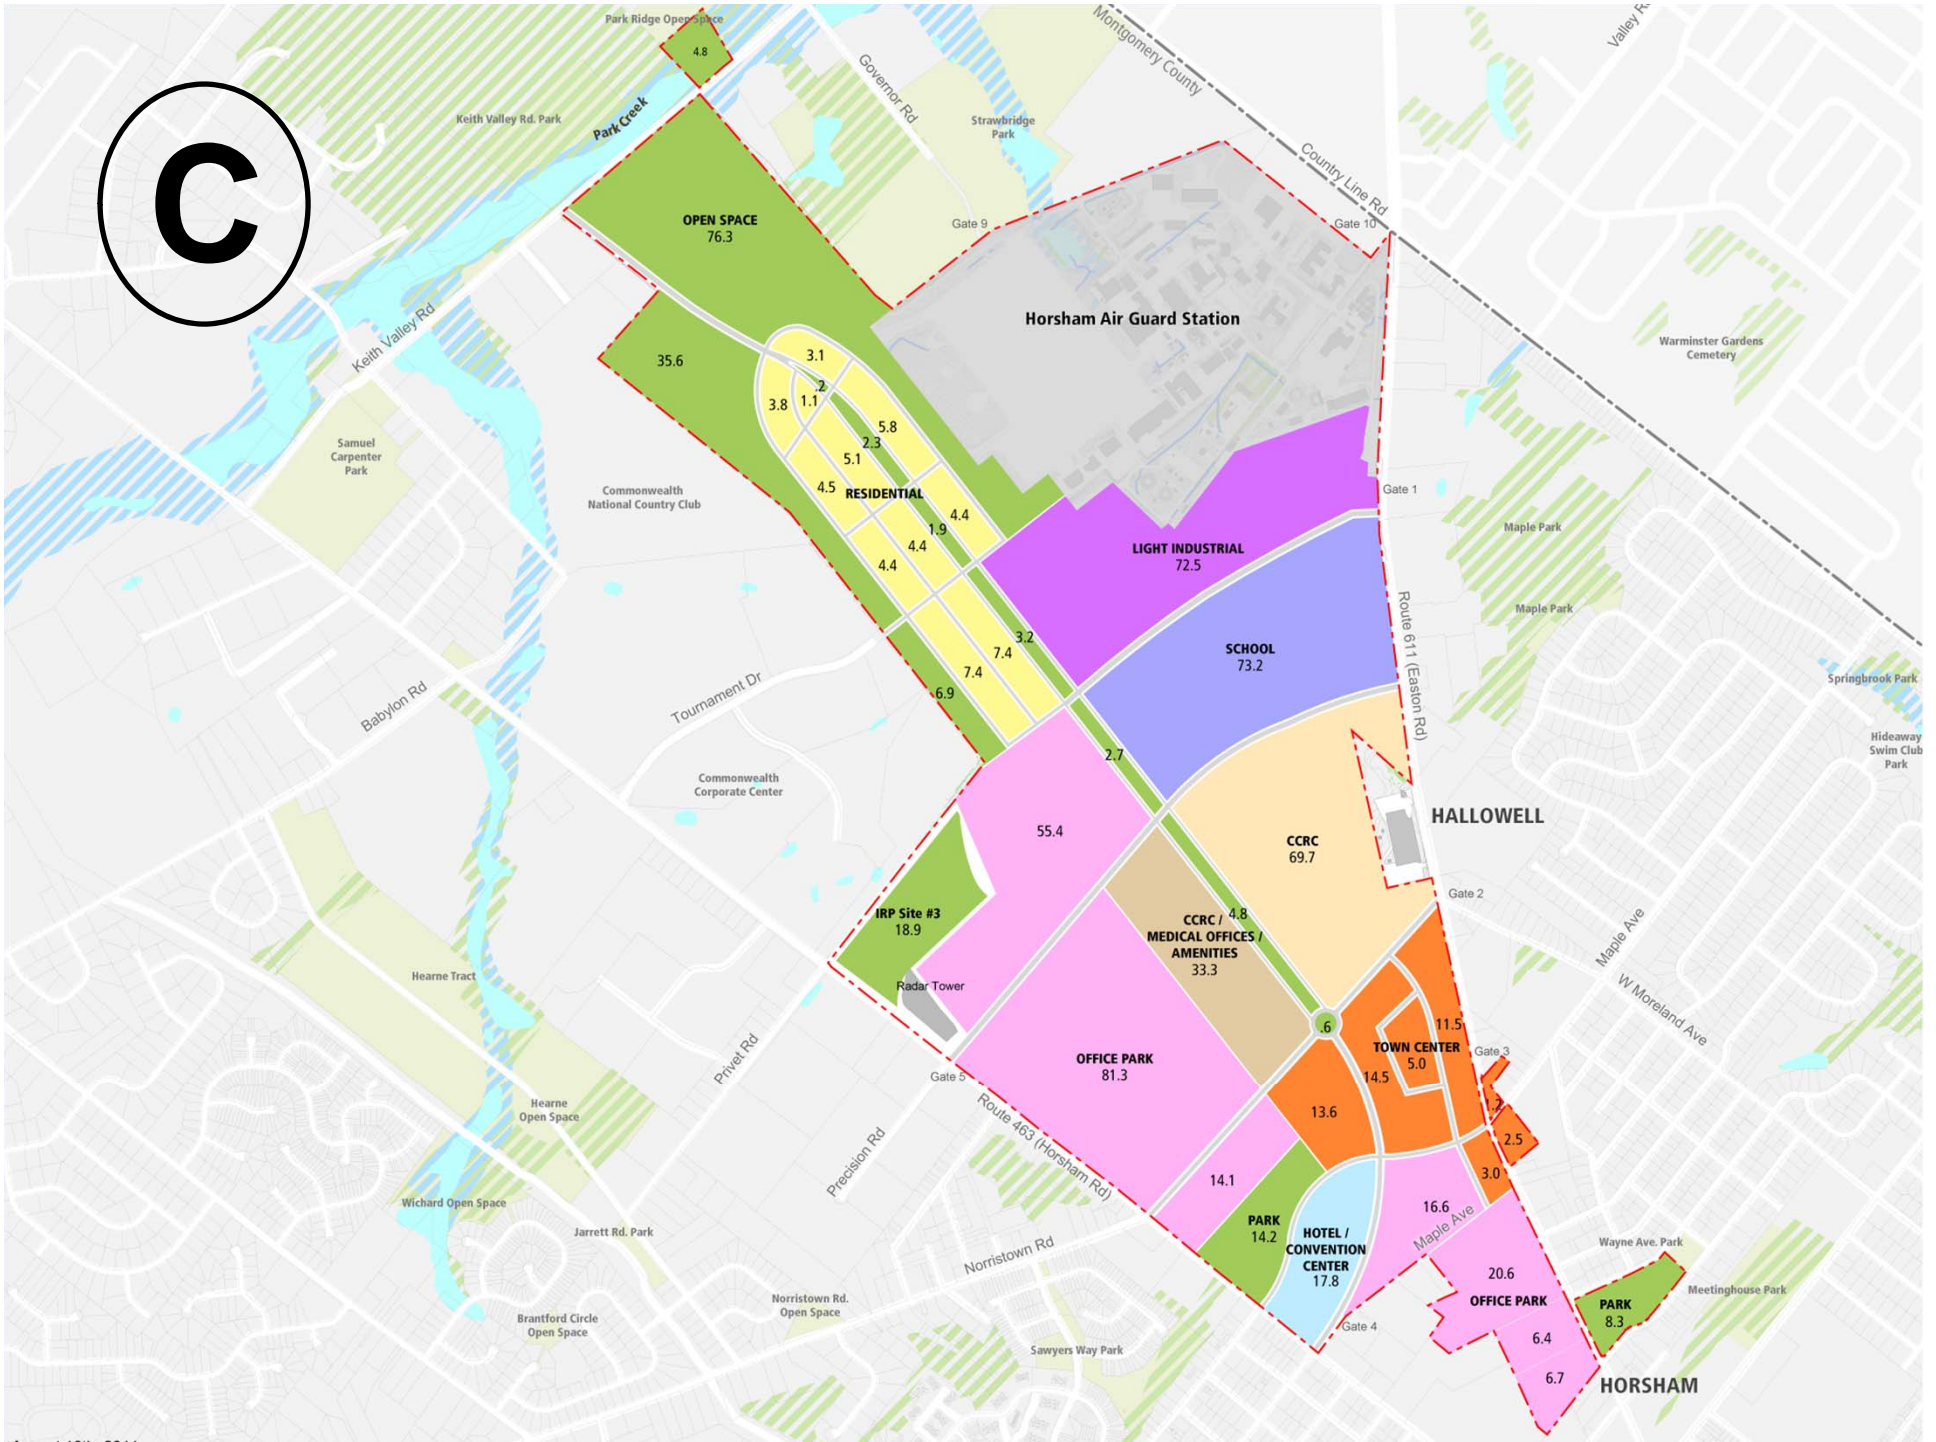 C
Park Ridge Open Space
4.8
Montgomery County
Governor Rd
Keith Valley Rd. Park
Park Creek
Strawbridge
Park
Country Line Rd
Gate 9
Gate 10
OPEN SPACE
76.3
Horsham Air Guard Station
Keith Valley Rd
35.6
3.1
.2
3.8
1.1
5.8
2.3
5.1
4.5
RESIDENTIAL
4.4
1.9
4.4
4.4
Warminster Gardens
Cemetery
Samuel
Carpenter
Park
Commonwealth
National Country Club
Gate 1
Maple Park
LIGHT INDUSTRIAL
72.5
Maple Park
Route 611 (Easton Rd)
3.2
7.4
7.4
6.9
SCHOOL
73.2
Springbrook Park
Babylon Rd
Tournament Dr
Hideaway
Swim Club
Park
2.7
Commonwealth
Corporate Center
HALLOWELL
55.4
CCRC
69.7
Gate 2
IRP Site #3
18.9
4.8
CCRC /
MEDICAL OFFICES /
AMENITIES
33.3
Maple Ave
W Moreland Ave
Hearne Tract
Radar Tower
.6
11.5
TOWN CENTER
5.0
14.5
Gate 3
Privet Rd
Gate 5
OFFICE PARK
81.3
Route 463 (Horsham Rd)
13.6
1.2
2.5
3.0
Hearne
Open Space
Precision Rd
14.1
16.6
Maple Ave
Wichard Open Space
Jarrett Rd. Park
Norristown Rd
PARK
14.2
HOTEL /
CONVENTION
CENTER
17.8
Wayne Ave. Park
20.6
OFFICE PARK
Meetinghouse Park
PARK
8.3
Norristown Rd.
Open Space
Brantford Circle
Open Space
Gate 4
6.4
Sawyers Way Park
6.7
HORSHAM